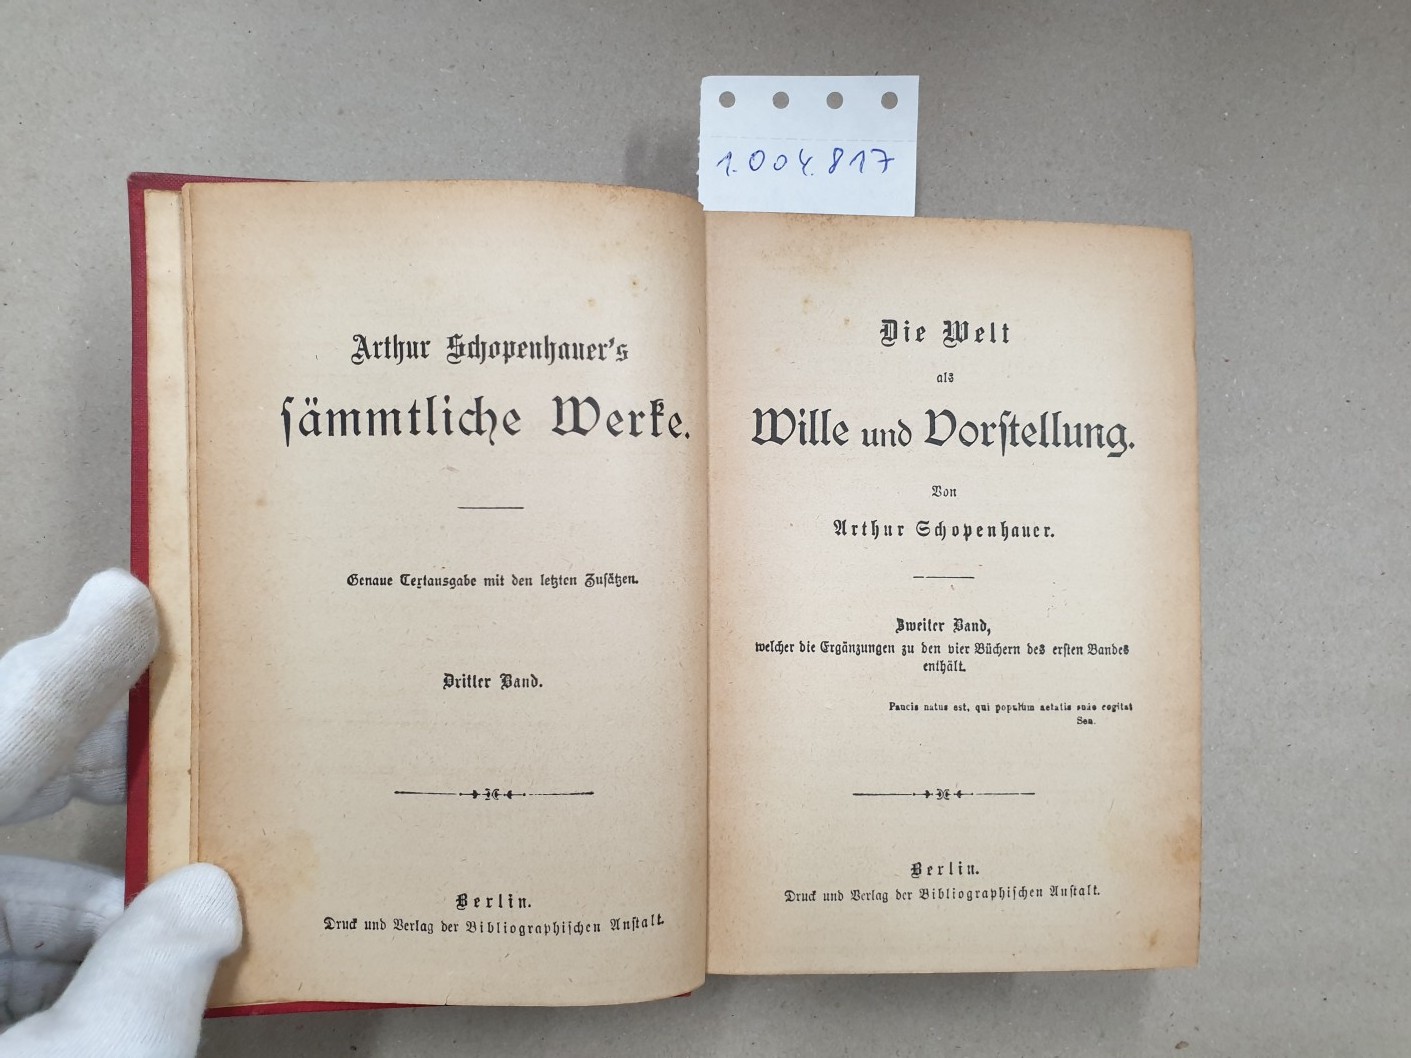 1.004.817
Arthur Schopenhauer's
sämmtliche Werke.
Genaue Textausgabe mit den letzten Zusätzen.
Dritter Band.
Berlin.
Druck und Verlag der Bibliographischen Anstalt.
Die Welt
als
Wille und Vorstellung.
Von
Arthur Schopenhauer.
Zweiter Band,
welcher die Ergänzungen zu den vier Büchern des ersten Bandes
enthält.
Paucis natus est, qui populum aetatis suae cogitat
Sen.
Berlin.
Druck und Verlag der Bibliographischen Anstalt.